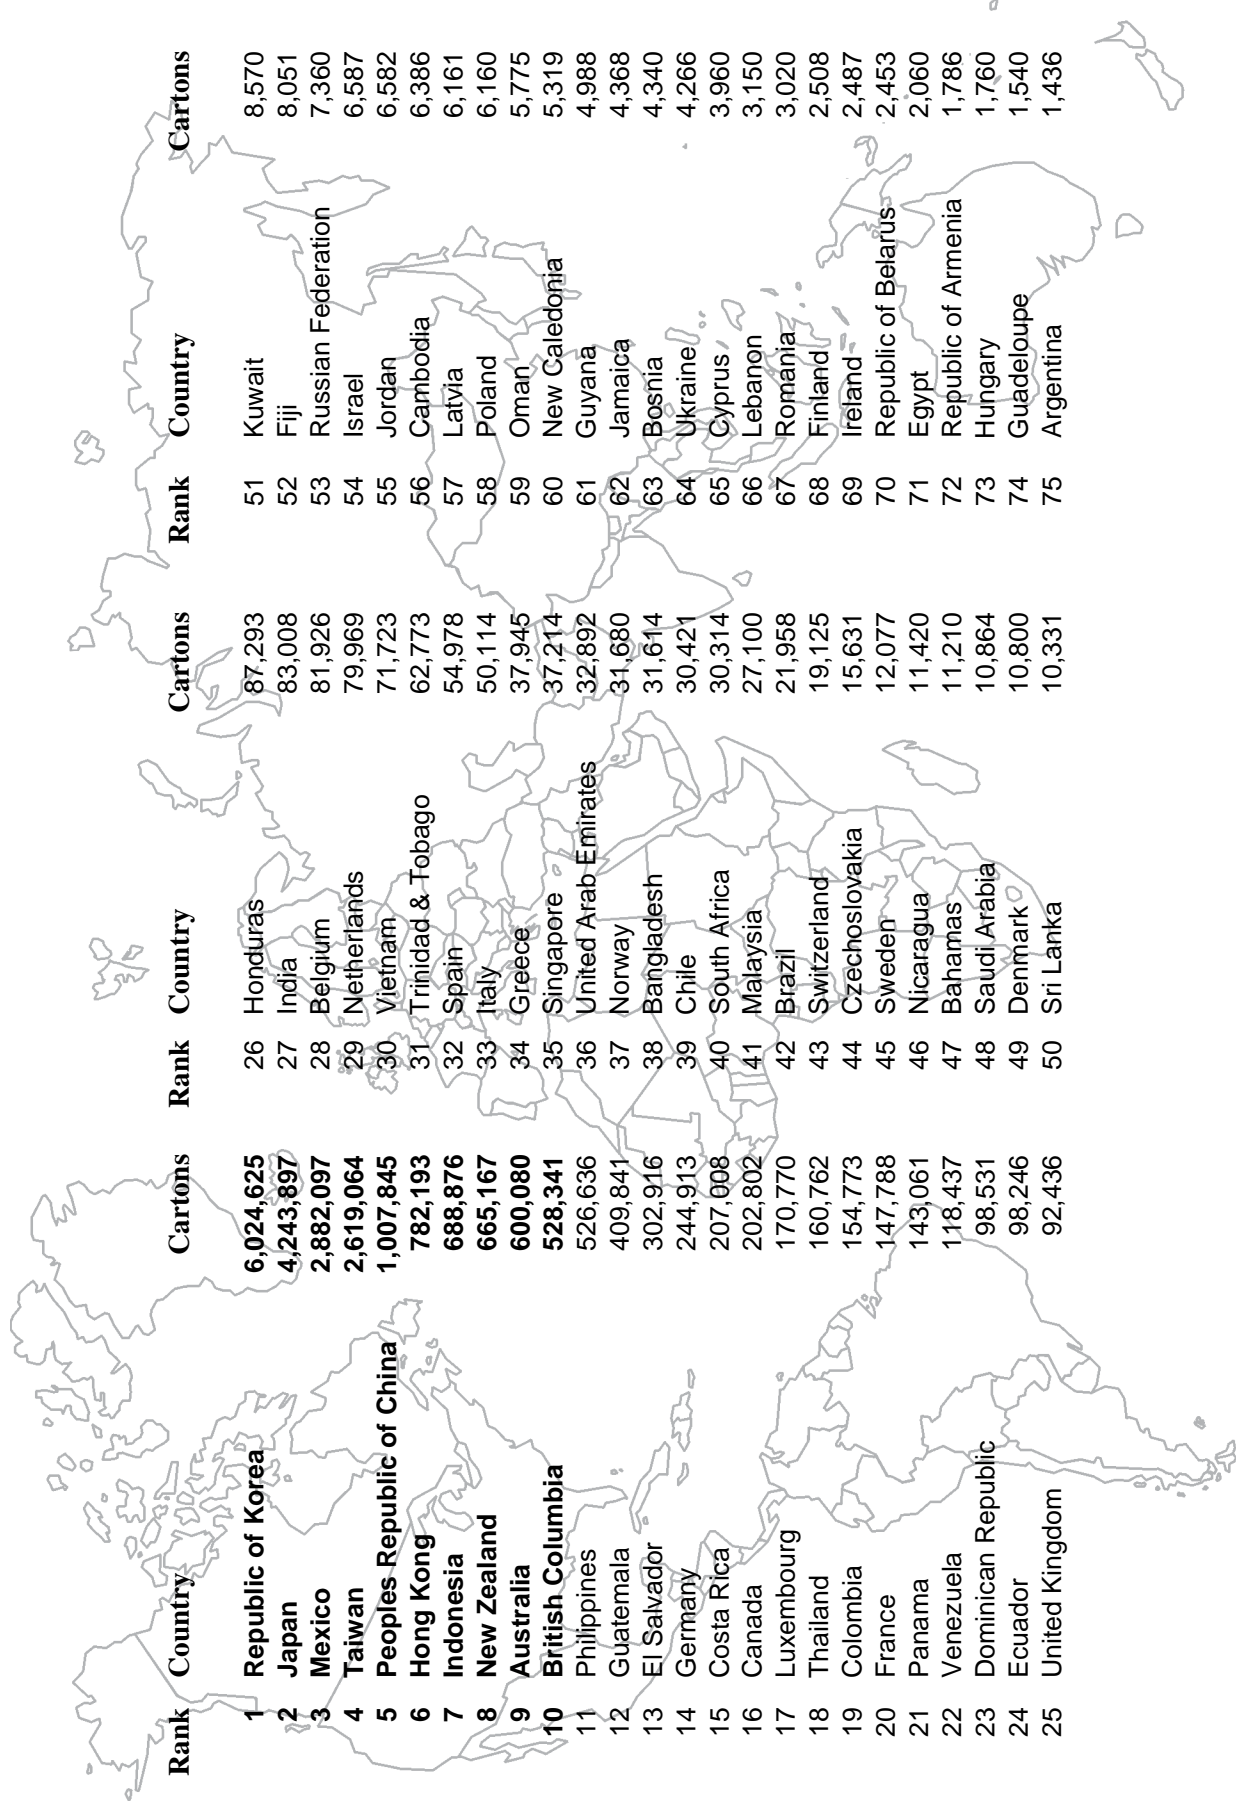 Rank Country Cartons Rank Country Cartons Rank Country Cartons
1 Republic of Korea 6,024,625 26 Honduras 87,293 51 Kuwait 8,570
2 Japan 4,243,897 27 India 83,008 52 Fiji 8,051
3 Mexico 2,882,097 28 Belgium 81,926 53 Russian Federation 7,360
4 Taiwan 2,619,064 29 Netherlands 79,969 54 Israel 6,587
5 Peoples Republic of China 1,007,845 30 Vietnam 71,723 55 Jordan 6,582
6 Hong Kong 782,193 31 Trinidad & Tobago 62,773 56 Cambodia 6,386
7 Indonesia 688,876 32 Spain 54,978 57 Latvia 6,161
8 New Zealand 665,167 33 Italy 50,114 58 Poland 6,160
9 Australia 600,080 34 Greece 37,945 59 Oman 5,775
10 British Columbia 528,341 35 Singapore 37,214 60 New Caledonia 5,319
11 Philippines 526,636 36 United Arab Emirates 32,892 61 Guyana 4,988
12 Guatemala 409,841 37 Norway 31,680 62 Jamaica 4,368
13 El Salvador 302,916 38 Bangladesh 31,614 63 Bosnia 4,340
14 Germany 244,913 39 Chile 30,421 64 Ukraine 4,266
15 Costa Rica 207,008 40 South Africa 30,314 65 Cyprus 3,960
16 Canada 202,802 41 Malaysia 27,100 66 Lebanon 3,150
17 Luxembourg 170,770 42 Brazil 21,958 67 Romania 3,020
18 Thailand 160,762 43 Switzerland 19,125 68 Finland 2,508
19 Colombia 154,773 44 Czechoslovakia 15,631 69 Ireland 2,487
20 France 147,788 45 Sweden 12,077 70 Republic of Belarus 2,453
21 Panama 143,061 46 Nicaragua 11,420 71 Egypt 2,060
22 Venezuela 118,437 47 Bahamas 11,210 72 Republic of Armenia 1,786
23 Dominican Republic 98,531 48 Saudi Arabia 10,864 73 Hungary 1,760
24 Ecuador 98,246 49 Denmark 10,800 74 Guadeloupe 1,540
25 United Kingdom 92,436 50 Sri Lanka 10,331 75 Argentina 1,436